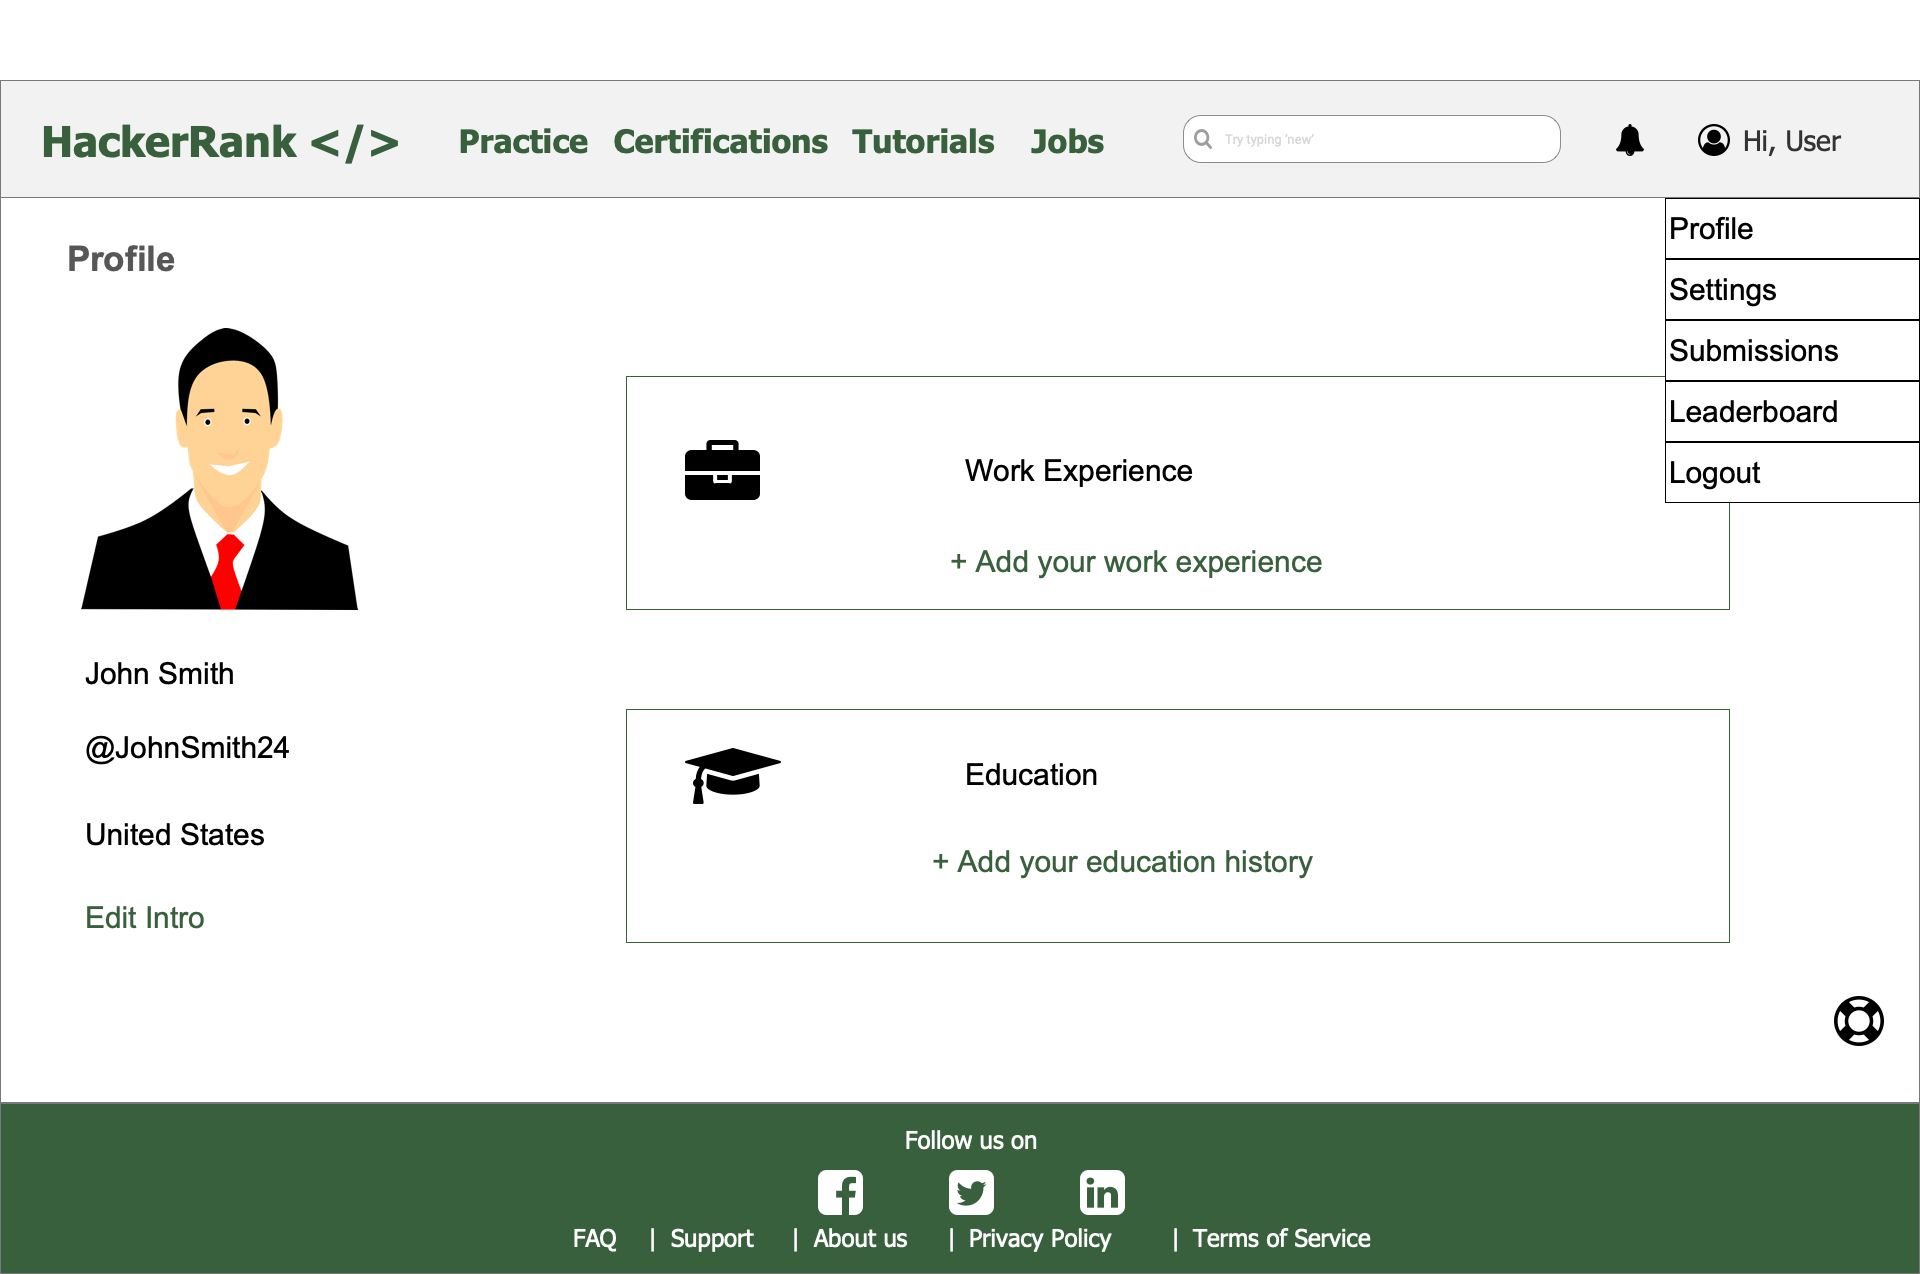 HackerRank </> Practice Certifications Tutorials Jobs Try typing 'new' Hi, User
Profile
Settings
Submissions
Leaderboard
Logout
Profile
John Smith
@JohnSmith24
United States
Edit Intro
Work Experience
+ Add your work experience
Education
+ Add your education history
Follow us on
FAQ | Support | About us | Privacy Policy | Terms of Service